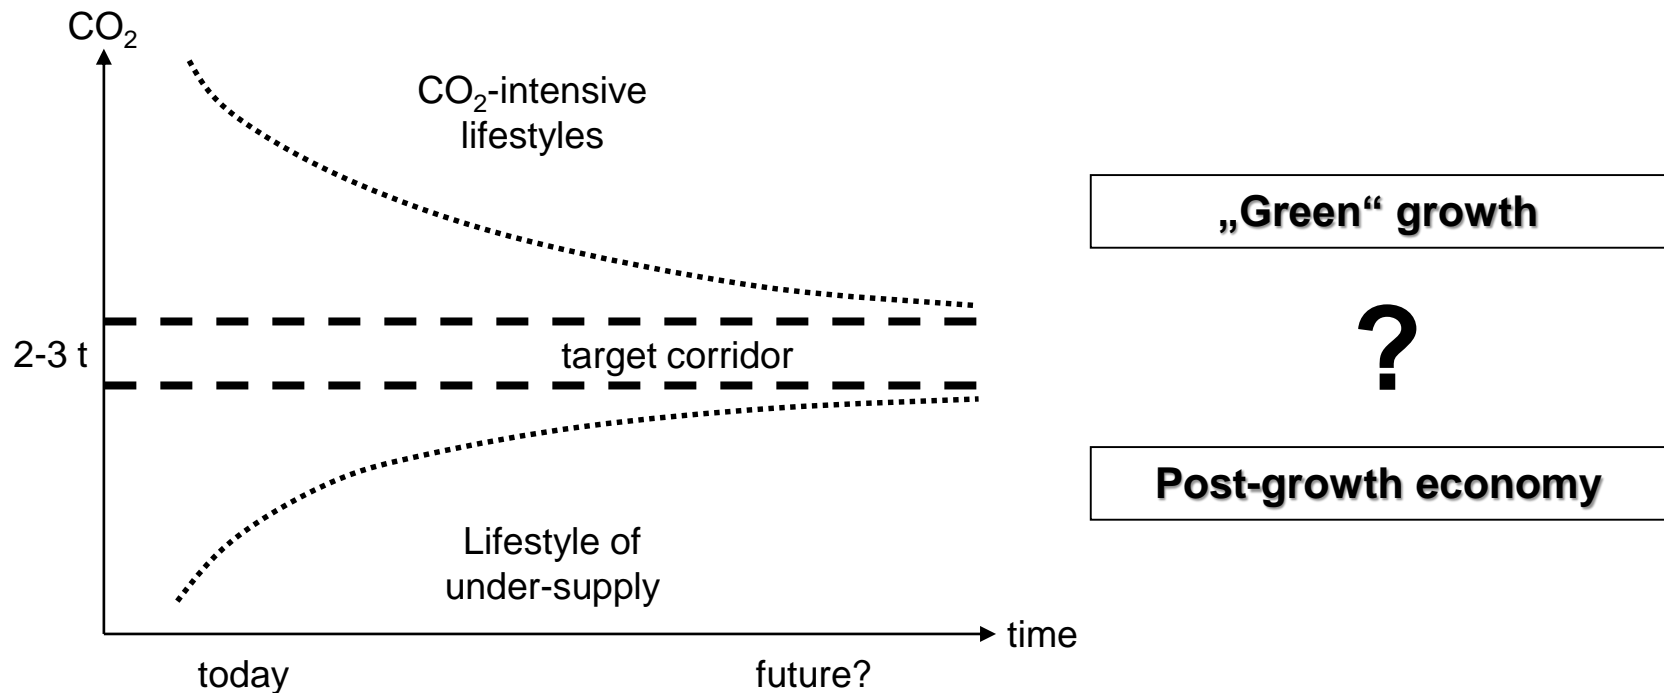 CO₂
CO₂-intensive
lifestyles
„Green“ growth
?
2-3 t
target corridor
Post-growth economy
Lifestyle of
under-supply
time
today
future?